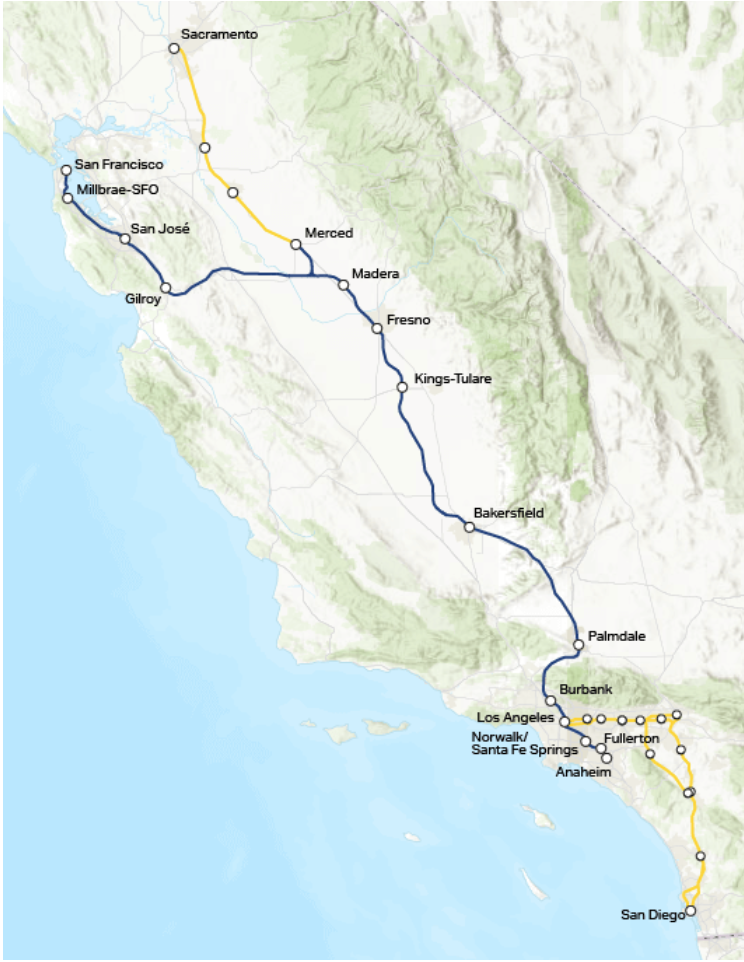 Sacramento
San Francisco
Millbrae-SFO
San José
Merced
Gilroy
Madera
Fresno
Kings-Tulare
Bakersfield
Palmdale
Burbank
Los Angeles
Norwalk/
Santa Fe Springs
Fullerton
Anaheim
San Diego